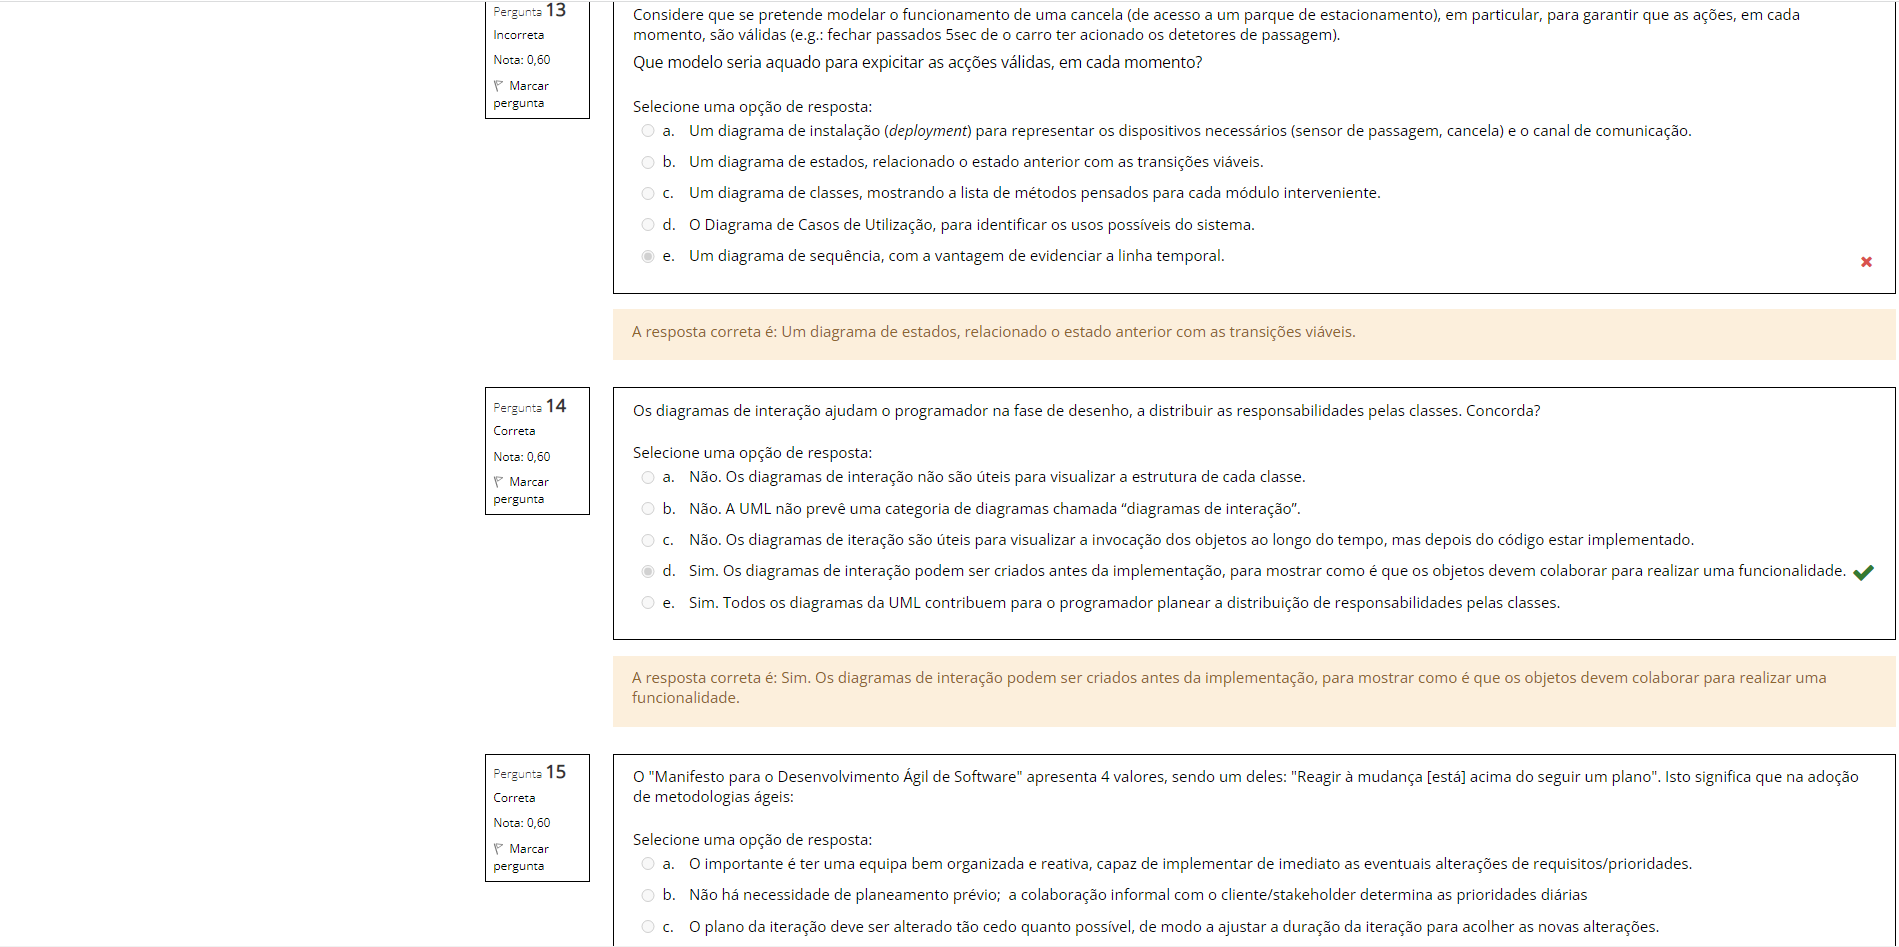 Pergunta 13
Incorreta
Nota: 0,60
Marcar
pergunta
Considere que se pretende modelar o funcionamento de uma cancela (de acesso a um parque de estacionamento), em particular, para garantir que as ações, em cada
momento, são válidas (e.g.: fechar passados 5sec de o carro ter acionado os detetores de passagem).
Que modelo seria aquado para expicitar as acções válidas, em cada momento?
Selecione uma opção de resposta:
a. Um diagrama de instalação (deployment) para representar os dispositivos necessários (sensor de passagem, cancela) e o canal de comunicação.
b. Um diagrama de estados, relacionado o estado anterior com as transições viáveis.
c. Um diagrama de classes, mostrando a lista de métodos pensados para cada módulo interveniente.
d. O Diagrama de Casos de Utilização, para identificar os usos possíveis do sistema.
e. Um diagrama de sequência, com a vantagem de evidenciar a linha temporal.
A resposta correta é: Um diagrama de estados, relacionado o estado anterior com as transições viáveis.
Pergunta 14
Correta
Nota: 0,60
Marcar
pergunta
Os diagramas de interação ajudam o programador na fase de desenho, a distribuir as responsabilidades pelas classes. Concorda?
Selecione uma opção de resposta:
a. Não. Os diagramas de interação não são úteis para visualizar a estrutura de cada classe.
b. Não. A UML não prevê uma categoria de diagramas chamada “diagramas de interação”.
c. Não. Os diagramas de iteração são úteis para visualizar a invocação dos objetos ao longo do tempo, mas depois do código estar implementado.
d. Sim. Os diagramas de interação podem ser criados antes da implementação, para mostrar como é que os objetos devem colaborar para realizar uma funcionalidade.
e. Sim. Todos os diagramas da UML contribuem para o programador planear a distribuição de responsabilidades pelas classes.
A resposta correta é: Sim. Os diagramas de interação podem ser criados antes da implementação, para mostrar como é que os objetos devem colaborar para realizar uma
funcionalidade.
Pergunta 15
Correta
Nota: 0,60
Marcar
pergunta
O "Manifesto para o Desenvolvimento Ágil de Software" apresenta 4 valores, sendo um deles: "Reagir à mudança [está] acima do seguir um plano". Isto significa que na adoção
de metodologias ágeis:
Selecione uma opção de resposta:
a. O importante é ter uma equipa bem organizada e reativa, capaz de implementar de imediato as eventuais alterações de requisitos/prioridades.
b. Não há necessidade de planeamento prévio; a colaboração informal com o cliente/stakeholder determina as prioridades diárias
c. O plano da iteração deve ser alterado tão cedo quanto possível, de modo a ajustar a duração da iteração para acolher as novas alterações.